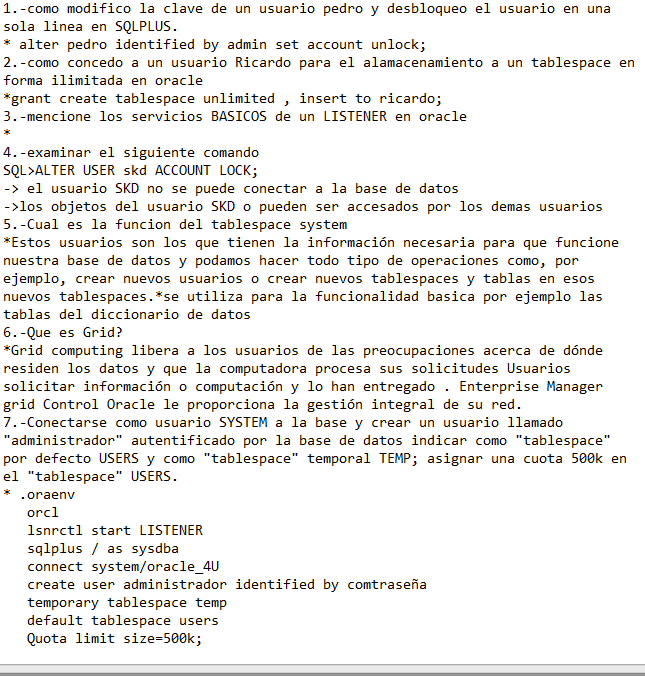 1.-como modifico la clave de un usuario pedro y desbloqueo el usuario en una
sola linea en SQLPLUS.
* alter pedro identified by admin set account unlock;
2.-como concedo a un usuario Ricardo para el alamacenamiento a un tablespace en
forma ilimitada en oracle
*grant create tablespace unlimited , insert to ricardo;
3.-mencione los servicios BASICOS de un LISTENER en oracle
*
4.-examinar el siguiente comando
SQL>ALTER USER skd ACCOUNT LOCK;
-> el usuario SKD no se puede conectar a la base de datos
->los objetos del usuario SKD o pueden ser accesados por los demas usuarios
5.-Cual es la funcion del tablespace system
*Estos usuarios son los que tienen la información necesaria para que funcione
nuestra base de datos y podamos hacer todo tipo de operaciones como, por
ejemplo, crear nuevos usuarios o crear nuevos tablespaces y tablas en esos
nuevos tablespaces.*se utiliza para la funcionalidad basica por ejemplo las
tablas del diccionario de datos
6.-Que es Grid?
*Grid computing libera a los usuarios de las preocupaciones acerca de dónde
residen los datos y que la computadora procesa sus solicitudes Usuarios
solicitar información o computación y lo han entregado . Enterprise Manager
grid Control Oracle le proporciona la gestión integral de su red.
7.-Conectarse como usuario SYSTEM a la base y crear un usuario llamado
"administrador" autentificado por la base de datos indicar como "tablespace"
por defecto USERS y como "tablespace" temporal TEMP; asignar una cuota 500k en
el "tablespace" USERS.
* .oraenv
orcl
lsnrctl start LISTENER
sqlplus / as sysdba
connect system/oracle_4U
create user administrador identified by comtraseña
temporary tablespace temp
default tablespace users
Quota limit size=500k;